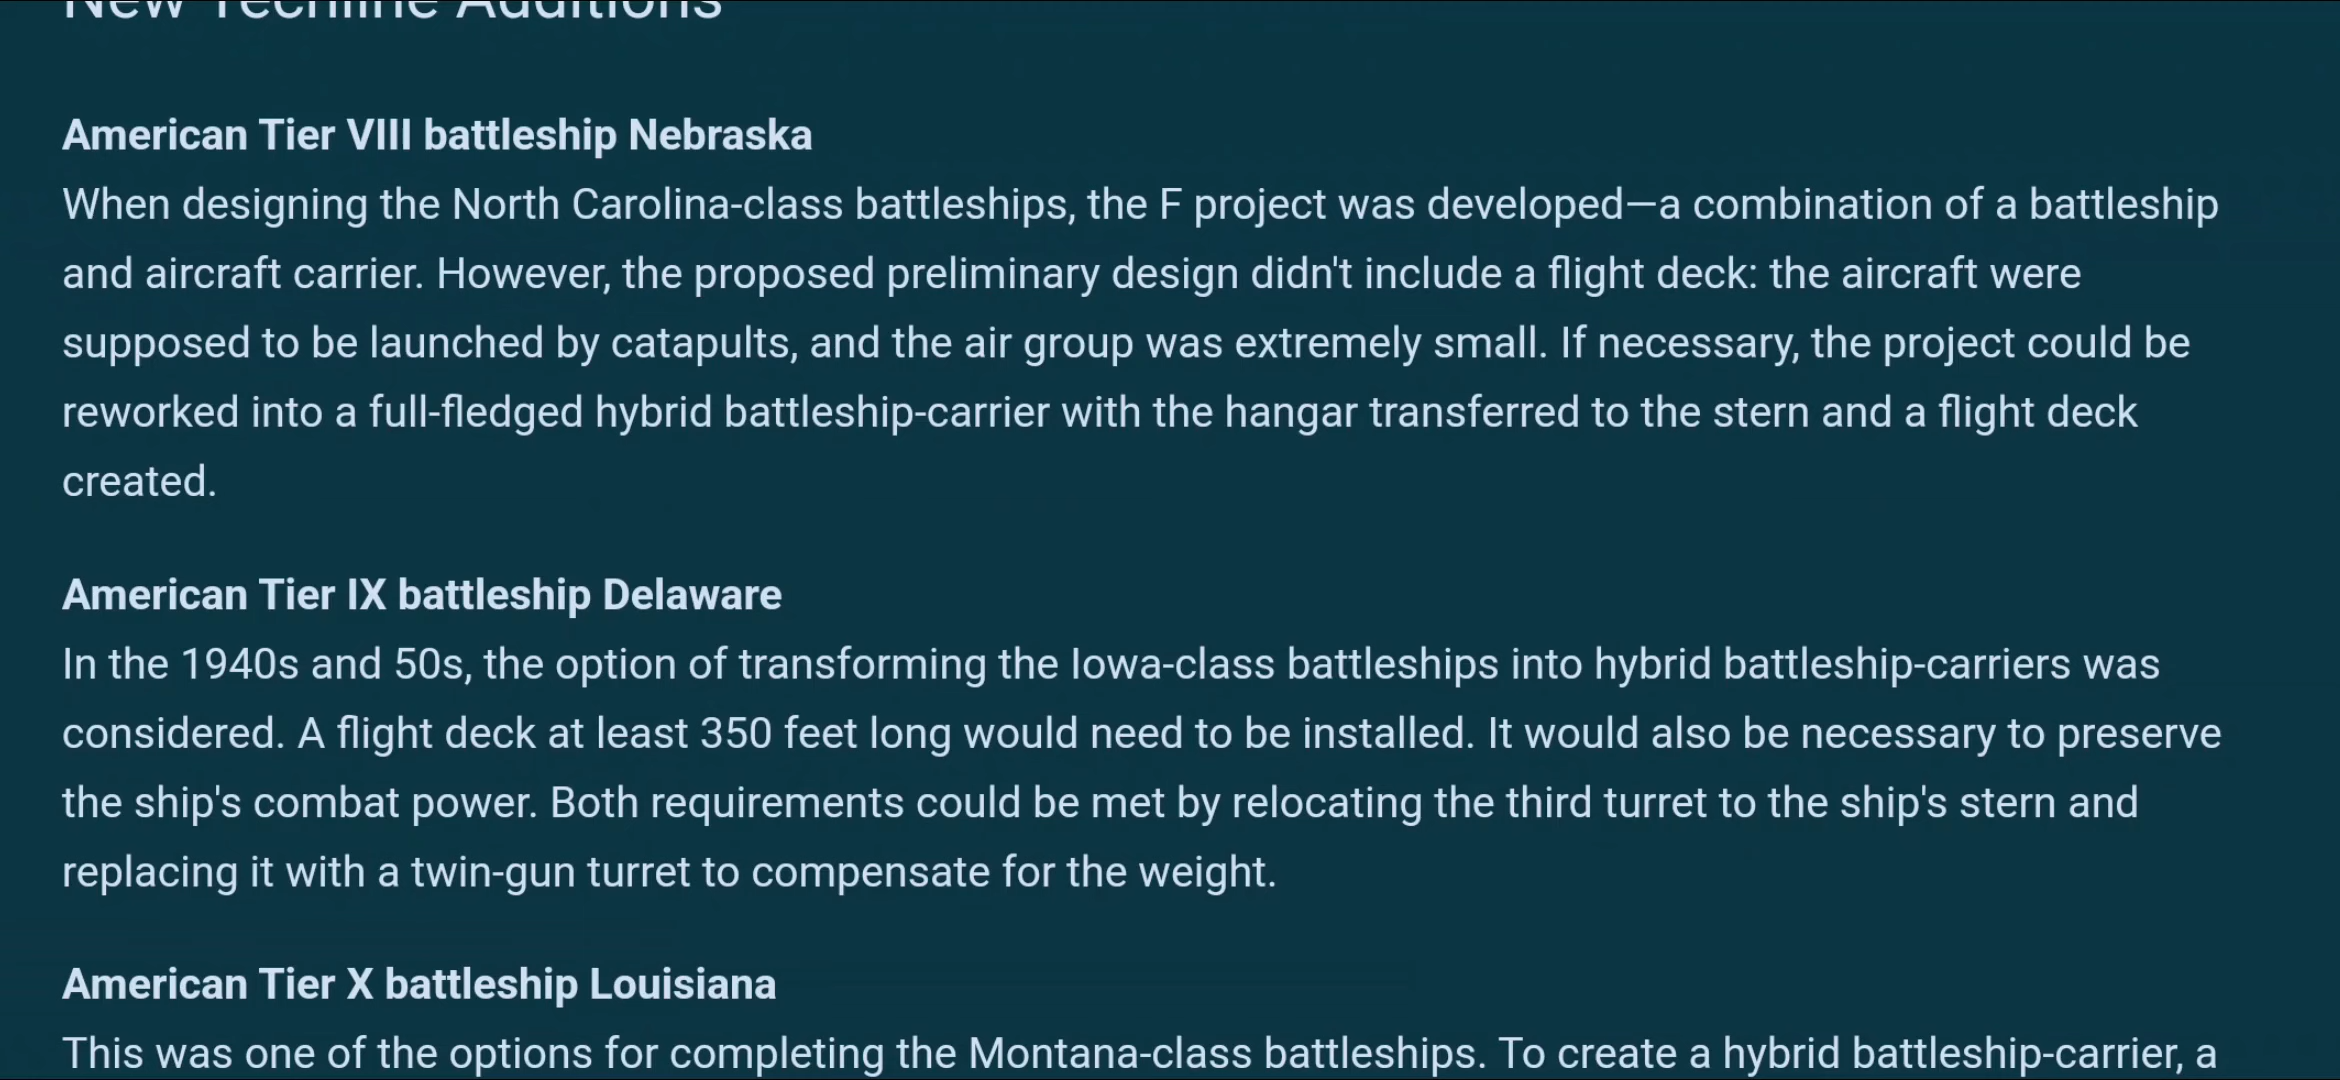 New Techline Additions
American Tier VIII battleship Nebraska
When designing the North Carolina-class battleships, the F project was developed—a combination of a battleship
and aircraft carrier. However, the proposed preliminary design didn't include a flight deck: the aircraft were
supposed to be launched by catapults, and the air group was extremely small. If necessary, the project could be
reworked into a full-fledged hybrid battleship-carrier with the hangar transferred to the stern and a flight deck
created.
American Tier IX battleship Delaware
In the 1940s and 50s, the option of transforming the Iowa-class battleships into hybrid battleship-carriers was
considered. A flight deck at least 350 feet long would need to be installed. It would also be necessary to preserve
the ship's combat power. Both requirements could be met by relocating the third turret to the ship's stern and
replacing it with a twin-gun turret to compensate for the weight.
American Tier X battleship Louisiana
This was one of the options for completing the Montana-class battleships. To create a hybrid battleship-carrier, a